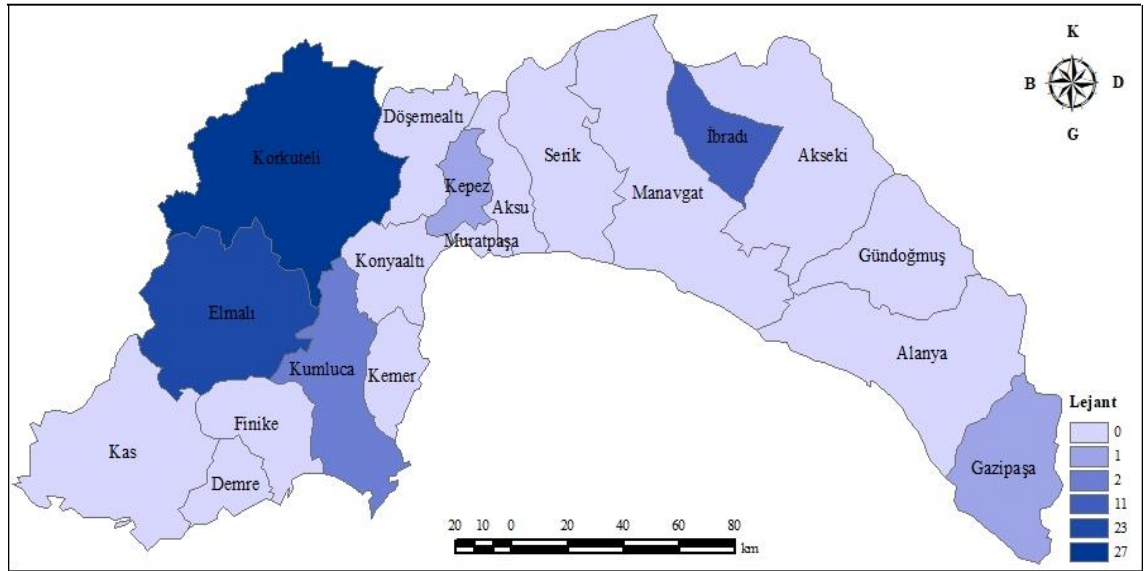 K
B D
G
Döşemealtı
Korkuteli
İbradı
Serik
Akseki
Kepez
Manavgat
Aksu
Muratpaşa
Konyaaltı
Gündoğmuş
Elmalı
Alanya
Kumluca
Kemer
Finike
Kas
Demre
Gazipaşa
Lejant
0
1
2
11
23
27
20 10 0 20 40 60 80
km